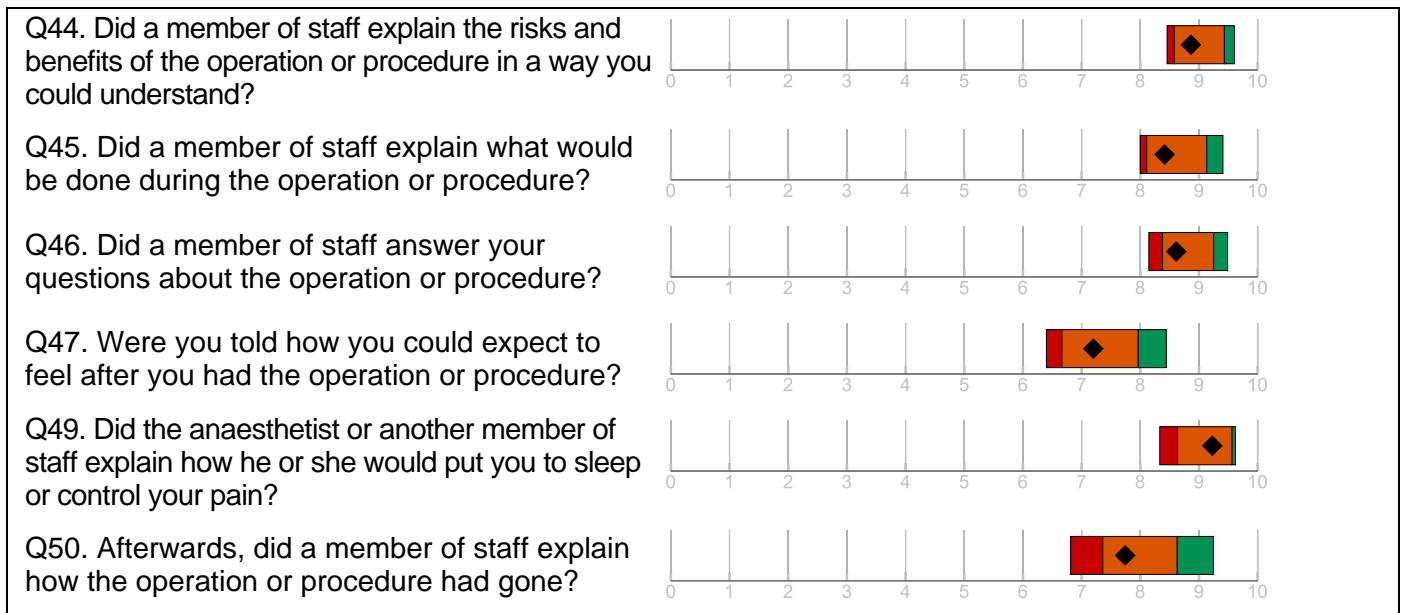 Q44. Did a member of staff explain the risks and
benefits of the operation or procedure in a way you
could understand?
0 1 2 3 4 5 6 7 8 9 10
Q45. Did a member of staff explain what would
be done during the operation or procedure?
0 1 2 3 4 5 6 7 8 9 10
Q46. Did a member of staff answer your
questions about the operation or procedure?
0 1 2 3 4 5 6 7 8 9 10
Q47. Were you told how you could expect to
feel after you had the operation or procedure?
0 1 2 3 4 5 6 7 8 9 10
Q49. Did the anaesthetist or another member of
staff explain how he or she would put you to sleep
or control your pain?
0 1 2 3 4 5 6 7 8 9 10
Q50. Afterwards, did a member of staff explain
how the operation or procedure had gone?
0 1 2 3 4 5 6 7 8 9 10